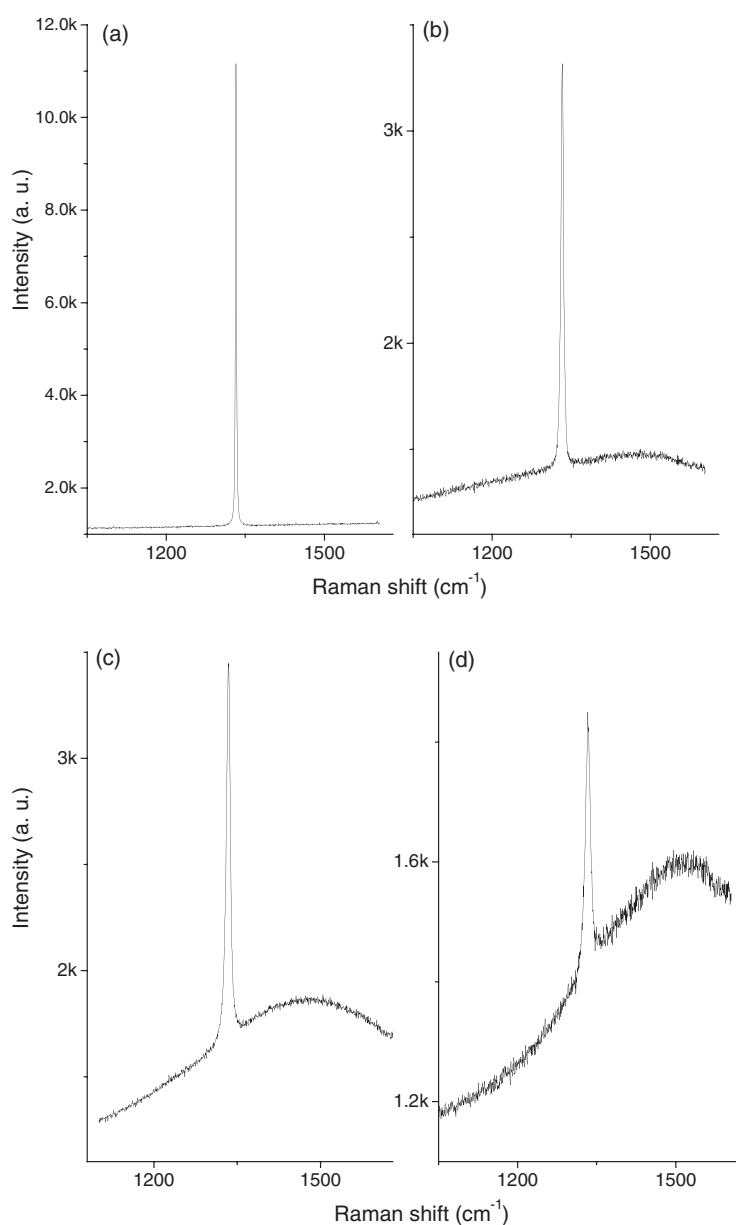 (a)
12.0k
10.0k
8.0k
6.0k
4.0k
2.0k
Intensity (a. u.)
1200
1500
(b)
3k
2k
1200
1500
Raman shift (cm⁻¹)
(c)
3k
2k
Intensity (a. u.)
1200
1500
(d)
1.6k
1.2k
1200
1500
Raman shift (cm⁻¹)